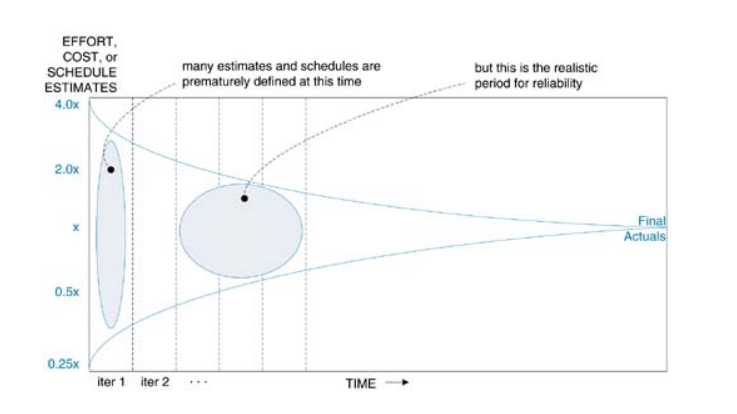 EFFORT,
COST, or
SCHEDULE
ESTIMATES
many estimates and schedules are
prematurely defined at this time
but this is the realistic
period for reliability
4.0x
2.0x
x
0.5x
0.25x
Final
Actuals
iter 1 iter 2 ...
TIME